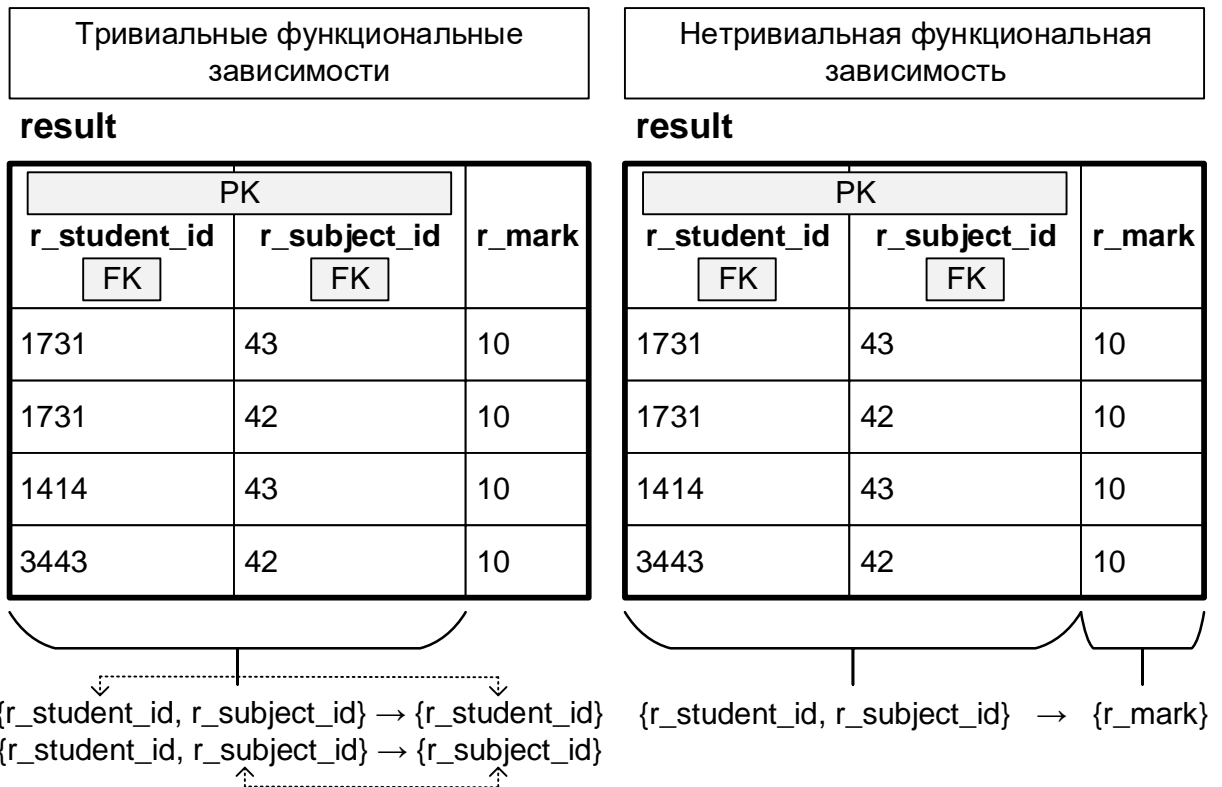 Тривиальные функциональные
зависимости
result
PK
r_student_id r_subject_id r_mark
FK FK
1731 43 10
1731 42 10
1414 43 10
3443 42 10
{r_student_id, r_subject_id} → {r_student_id}
{r_student_id, r_subject_id} → {r_subject_id}
Нетривиальная функциональная
зависимость
result
PK
r_student_id r_subject_id r_mark
FK FK
1731 43 10
1731 42 10
1414 43 10
3443 42 10
{r_student_id, r_subject_id} → {r_mark}